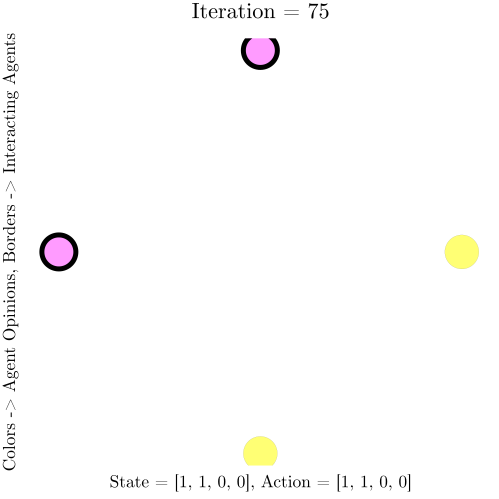 Iteration = 75
Colors -> Agent Opinions, Borders -> Interacting Agents
State = [1, 1, 0, 0], Action = [1, 1, 0, 0]